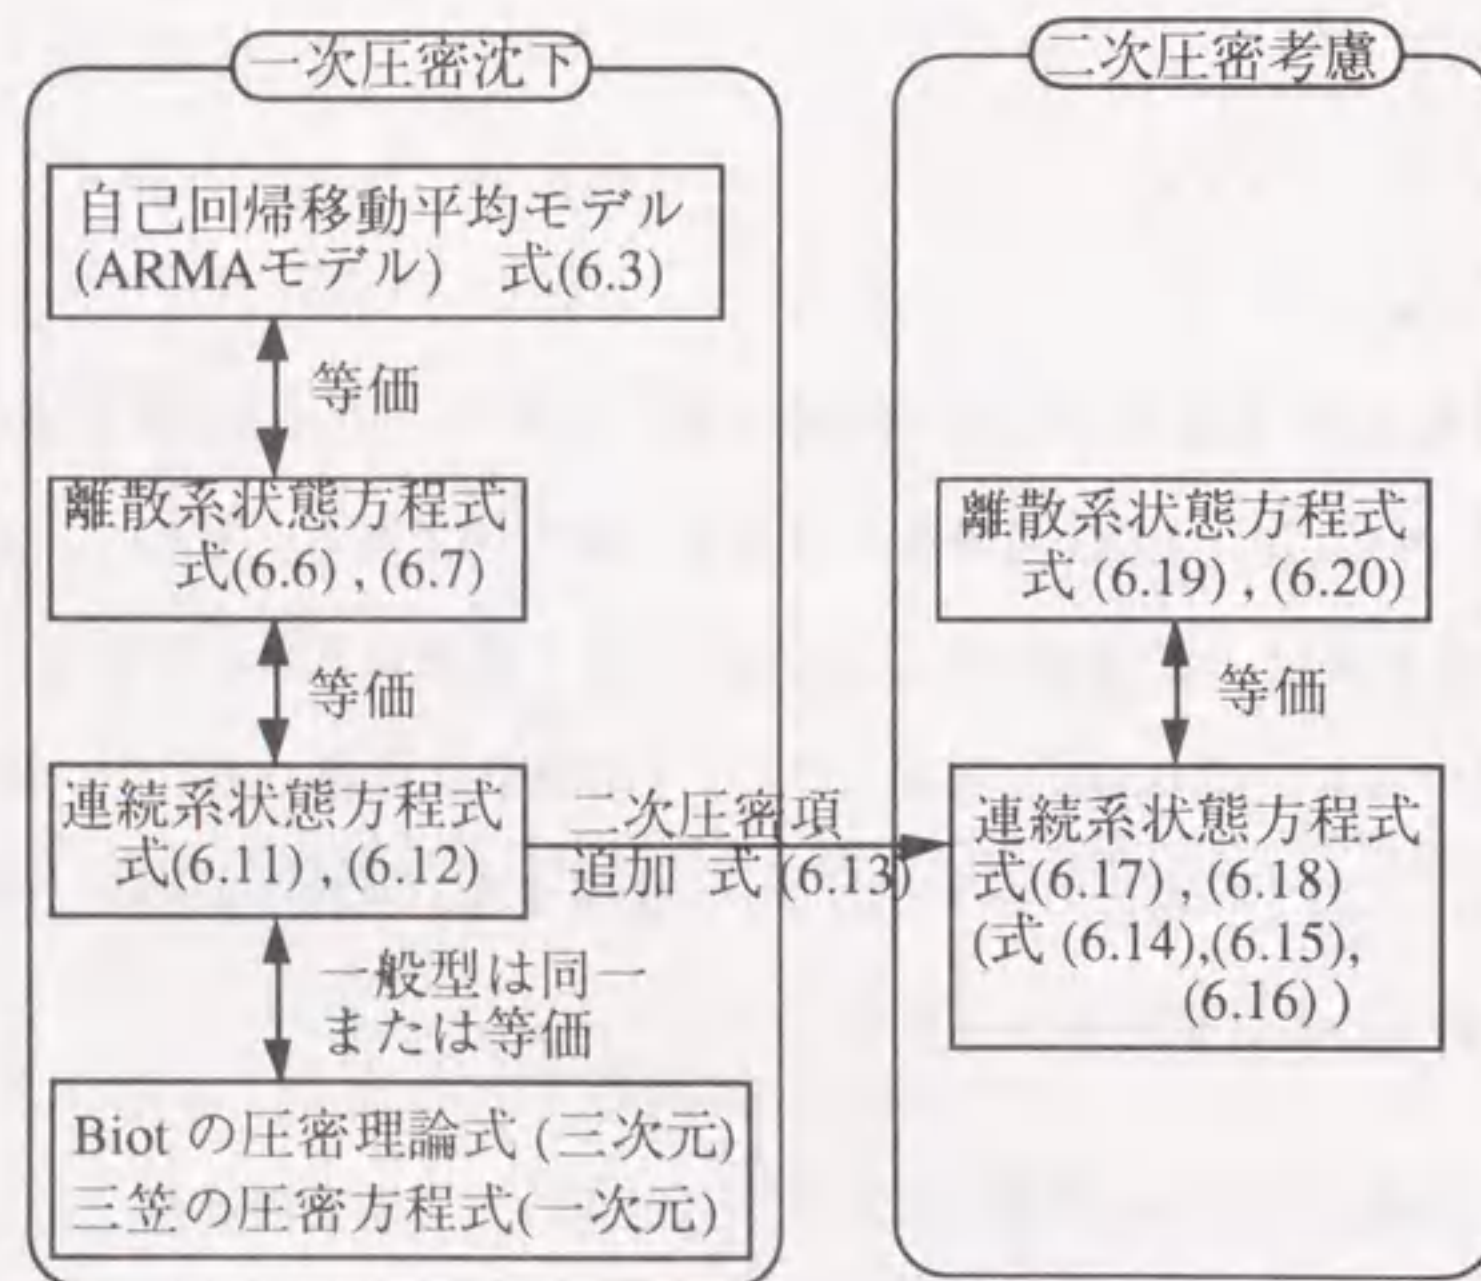 一次圧密沈下
自己回帰移動平均モデル
(ARMAモデル) 式(6.3)
等価
離散系状態方程式
式(6.6) , (6.7)
等価
連続系状態方程式
式(6.11) , (6.12)
一般型は同一
または等価
Biot の圧密理論式 (三次元)
三笠の圧密方程式(一次元)
二次圧密項
追加 式 (6.13)
二次圧密考慮
離散系状態方程式
式 (6.19) , (6.20)
等価
連続系状態方程式
式(6.17) , (6.18)
(式 (6.14),(6.15),
(6.16) )